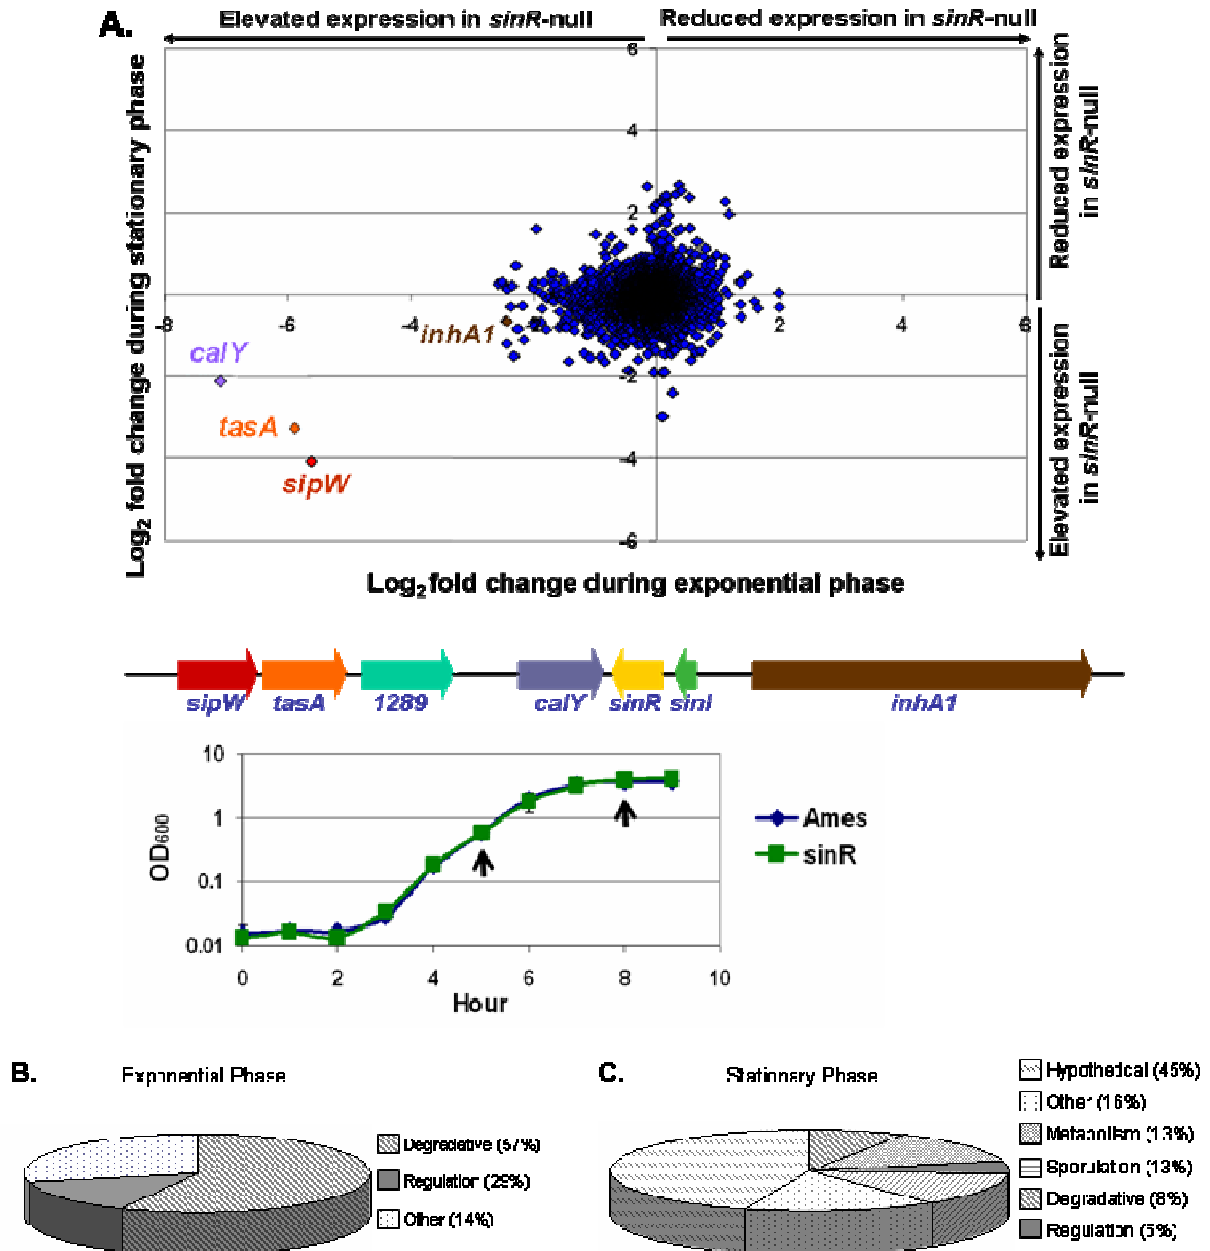 A.
Elevated expression in sinR-null
Reduced expression in sinR-null
Log2 fold change during stationary phase
6
4
2
-8
-6
-4
2
4
6
-2
-4
-6
inhA1
calY
tasA
sipW
Reduced expression
in sinR-null
Elevated expression
in sinR-null
Log2 fold change during exponential phase
sipW tasA 1289 calY sinR sinI inhA1
10
1
0.1
0.01
OD600
0 2 4 6 8 10
Hour
Ames
sinR
B. Exponential Phase
Degradative (57%)
Regulation (29%)
Other (14%)
C. Stationary Phase
Hypothetical (45%)
Other (16%)
Metabolism (13%)
Sporulation (13%)
Degradative (8%)
Regulation (5%)